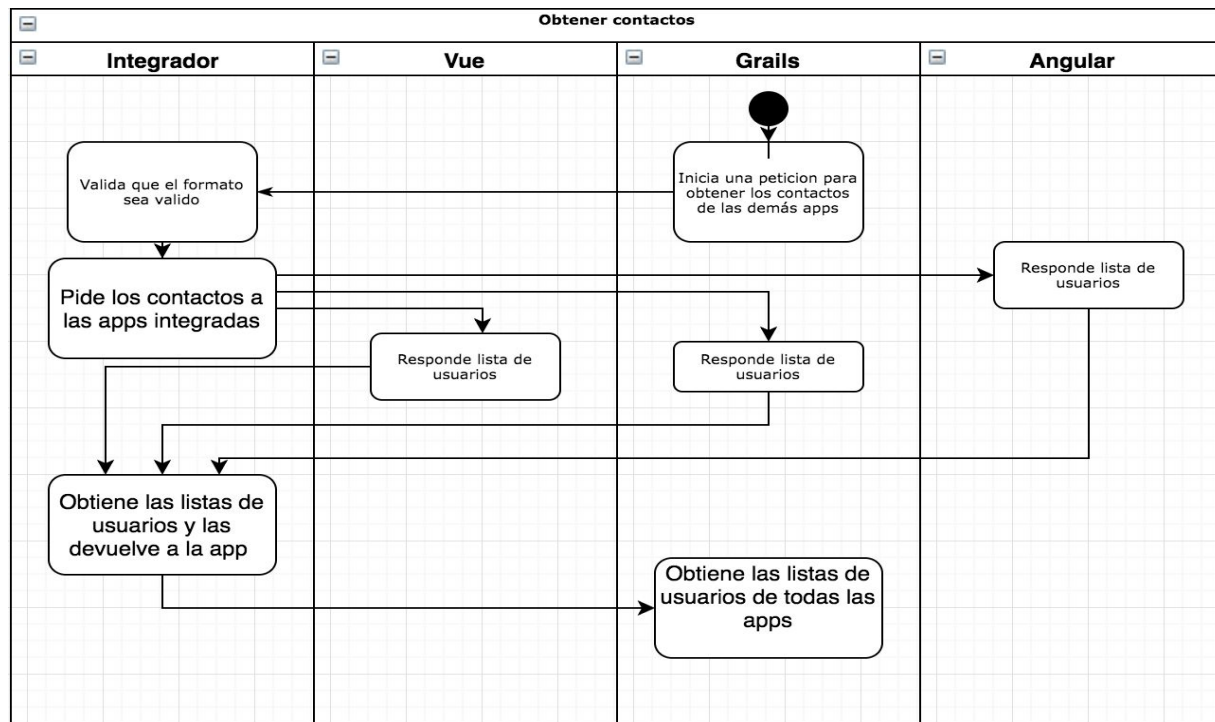 Obtener contactos
Integrador
Vue
Grails
Angular
Valida que el formato
sea valido
Inicia una peticion para
obtener los contactos
de las demás apps
Pide los contactos a
las apps integradas
Responde lista de
usuarios
Responde lista de
usuarios
Responde lista de
usuarios
Obtiene las listas de
usuarios y las
devuelve a la app
Obtiene las listas de
usuarios de todas las
apps